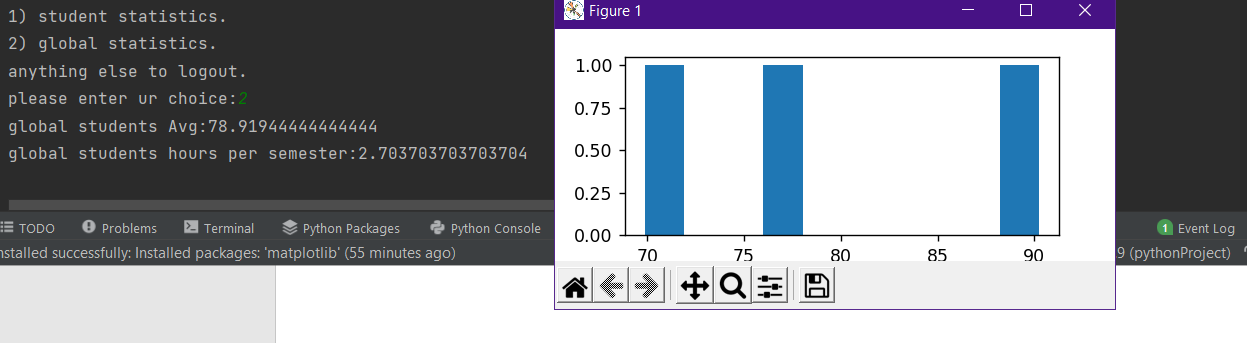 1) student statistics.
2) global statistics.
anything else to logout.
please enter ur choice:2
global students Avg:78.91944444444444
global students hours per semester:2.703703703703704
Figure 1
1.00
0.75
0.50
0.25
0.00
70 75 80 85 90
TODO Problems Terminal Python Packages Python Console 1 Event Log
nstalled successfully: Installed packages: 'matplotlib' (55 minutes ago) 9 (pythonProject)